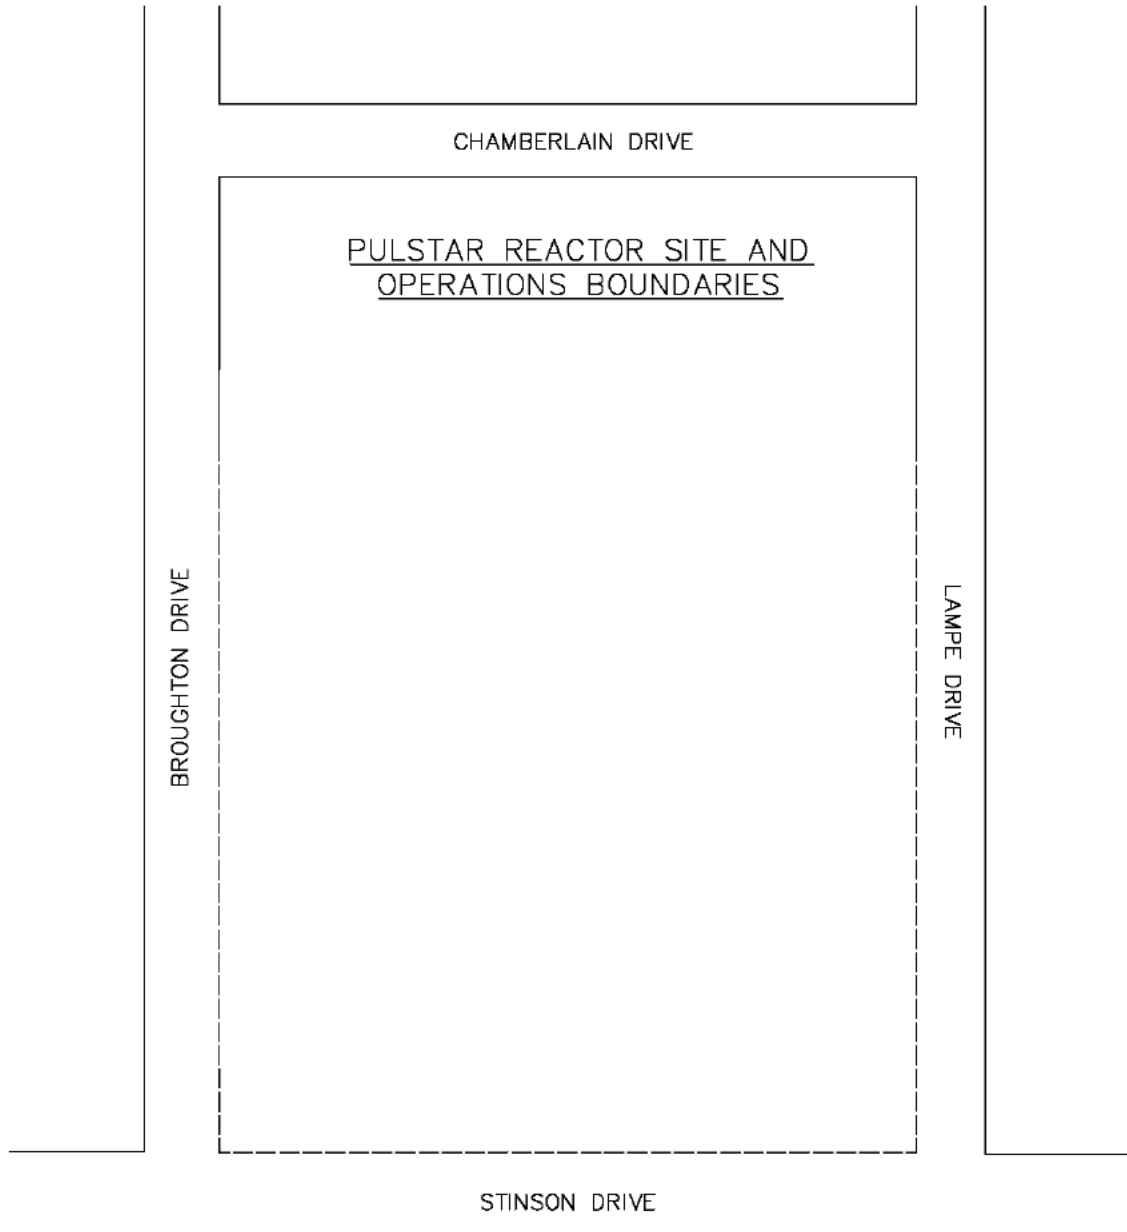 CHAMBERLAIN DRIVE
PULSTAR REACTOR SITE AND
OPERATIONS BOUNDARIES
BROUGHTON DRIVE
LAMPE DRIVE
STINSON DRIVE